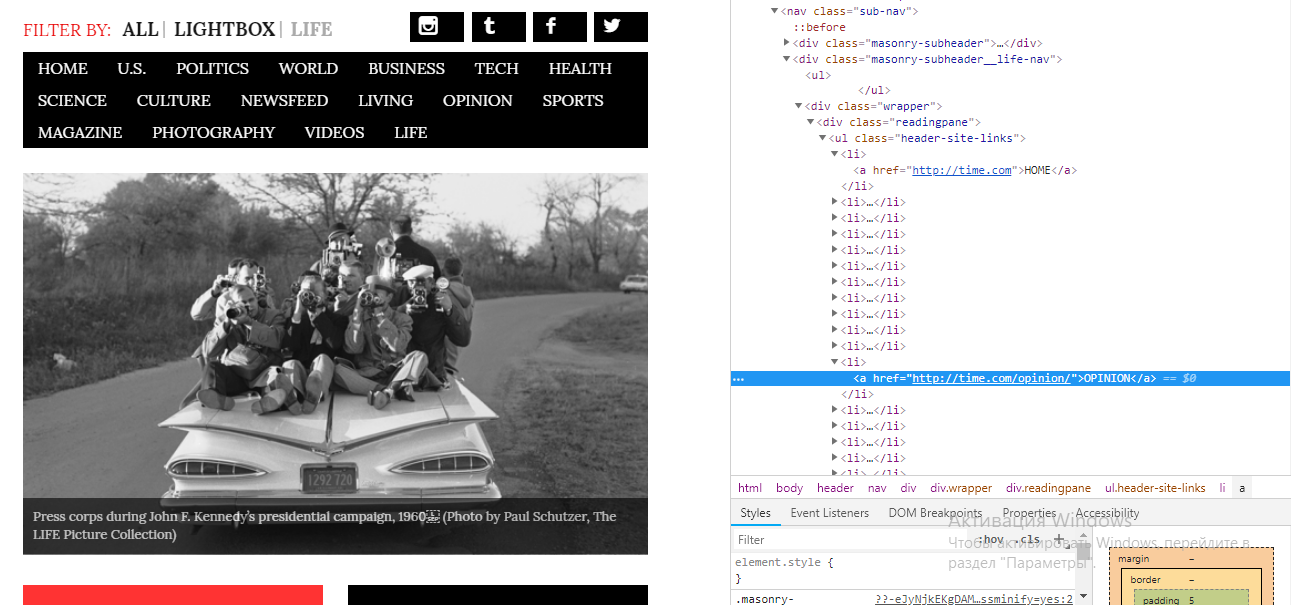 FILTER BY: ALL | LIGHTBOX | LIFE
HOME U.S. POLITICS WORLD BUSINESS TECH HEALTH
SCIENCE CULTURE NEWSFEED LIVING OPINION SPORTS
MAGAZINE PHOTOGRAPHY VIDEOS LIFE
1292 720
Press corps during John F. Kennedy's presidential campaign, 1960￼ (Photo by Paul Schutzer, The
LIFE Picture Collection)
<nav class="sub-nav">
::before
<div class="masonry-subheader">…</div>
<div class="masonry-subheader__life-nav">
<ul>
</ul>
<div class="wrapper">
<div class="readingpane">
<ul class="header-site-links">
<li>
<a href="http://time.com">HOME</a>
</li>
<li>…</li>
<li>…</li>
<li>…</li>
<li>…</li>
<li>…</li>
<li>…</li>
<li>…</li>
<li>…</li>
<li>…</li>
<li>…</li>
<li>
… <a href="http://time.com/opinion/">OPINION</a> == $0
</li>
<li>…</li>
<li>…</li>
<li>…</li>
<li>…</li>
<li>…</li>
html body header nav div div.wrapper div.readingpane ul.header-site-links li a
Styles Event Listeners DOM Breakpoints Properties Accessibility
Активация Windows
Чтобы активировать Windows, перейдите в
раздел "Параметры".
Filter :hov .cls +
element.style {
}
.masonry- ??-eJyNjkEKgDAM…ssminify=yes:2
margin –
border –
padding 5